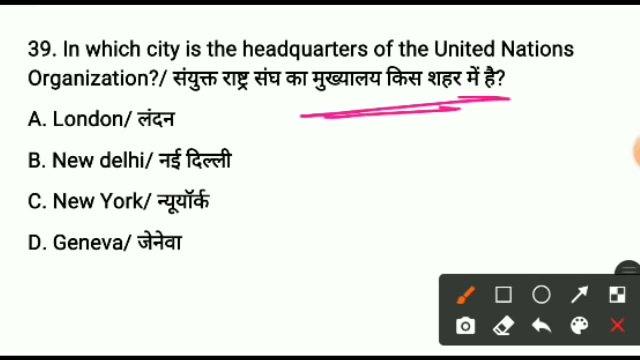 39. In which city is the headquarters of the United Nations
Organization?/ संयुक्त राष्ट्र संघ का मुख्यालय किस शहर में है?
A. London/ लंदन
B. New delhi/ नई दिल्ली
C. New York/ न्यूयॉर्क
D. Geneva/ जेनेवा